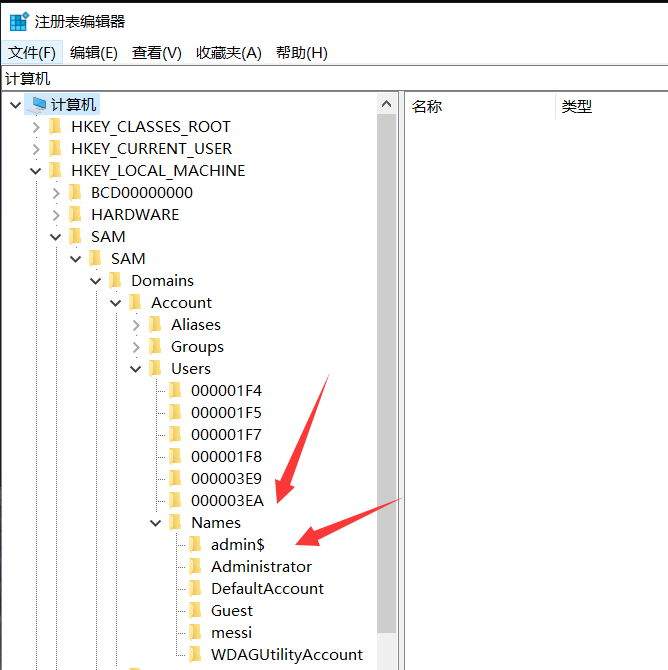 注册表编辑器
文件(F) 编辑(E) 查看(V) 收藏夹(A) 帮助(H)
计算机
计算机
HKEY_CLASSES_ROOT
HKEY_CURRENT_USER
HKEY_LOCAL_MACHINE
BCD00000000
HARDWARE
SAM
SAM
Domains
Account
Aliases
Groups
Users
000001F4
000001F5
000001F7
000001F8
000003E9
000003EA
Names
admin$
Administrator
DefaultAccount
Guest
messi
WDAGUtilityAccount
名称 类型